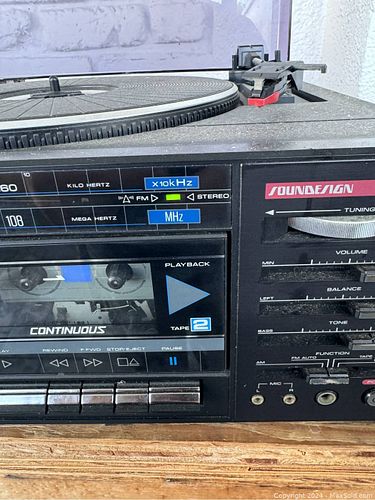 60 10 KILO HERTZ x10kHz
FM STEREO
108 MEGA HERTZ MHz
SOUNDESIGN
TUNING
PLAYBACK
VOLUME
MIN
BALANCE
LEFT
CONTINUOUS
TAPE 2
TONE
BASS
REWIND F.FWD STOP/EJECT PAUSE
FUNCTION
AM FM AUTO TAPE
MIC R
Copyright 2024 - MaxSold.com